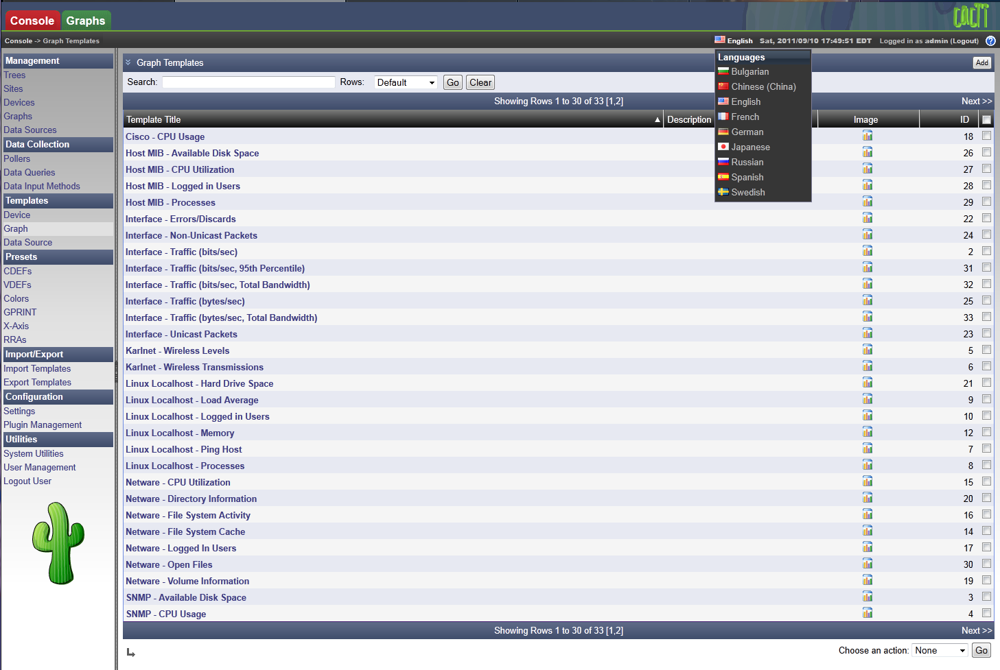 Console Graphs
cacti
Console -> Graph Templates
English Sat, 2011/09/10 17:49:51 EDT Logged in as admin (Logout) ?
Languages
Bulgarian
Chinese (China)
English
French
German
Japanese
Russian
Spanish
Swedish
Management
Trees
Sites
Devices
Graphs
Data Sources
Data Collection
Pollers
Data Queries
Data Input Methods
Templates
Device
Graph
Data Source
Presets
CDEFs
VDEFs
Colors
GPRINT
X-Axis
RRAs
Import/Export
Import Templates
Export Templates
Configuration
Settings
Plugin Management
Utilities
System Utilities
User Management
Logout User
Graph Templates Add
Search: Rows: Default Go Clear
Showing Rows 1 to 30 of 33 [1,2] Next >>
Template Title Description Image ID
Cisco - CPU Usage 18
Host MIB - Available Disk Space 26
Host MIB - CPU Utilization 27
Host MIB - Logged in Users 28
Host MIB - Processes 29
Interface - Errors/Discards 22
Interface - Non-Unicast Packets 24
Interface - Traffic (bits/sec) 2
Interface - Traffic (bits/sec, 95th Percentile) 31
Interface - Traffic (bits/sec, Total Bandwidth) 32
Interface - Traffic (bytes/sec) 25
Interface - Traffic (bytes/sec, Total Bandwidth) 33
Interface - Unicast Packets 23
Karlnet - Wireless Levels 5
Karlnet - Wireless Transmissions 6
Linux Localhost - Hard Drive Space 21
Linux Localhost - Load Average 9
Linux Localhost - Logged in Users 10
Linux Localhost - Memory 12
Linux Localhost - Ping Host 7
Linux Localhost - Processes 8
Netware - CPU Utilization 15
Netware - Directory Information 20
Netware - File System Activity 16
Netware - File System Cache 14
Netware - Logged In Users 17
Netware - Open Files 30
Netware - Volume Information 19
SNMP - Available Disk Space 3
SNMP - CPU Usage 4
Showing Rows 1 to 30 of 33 [1,2] Next >>
Choose an action: None Go